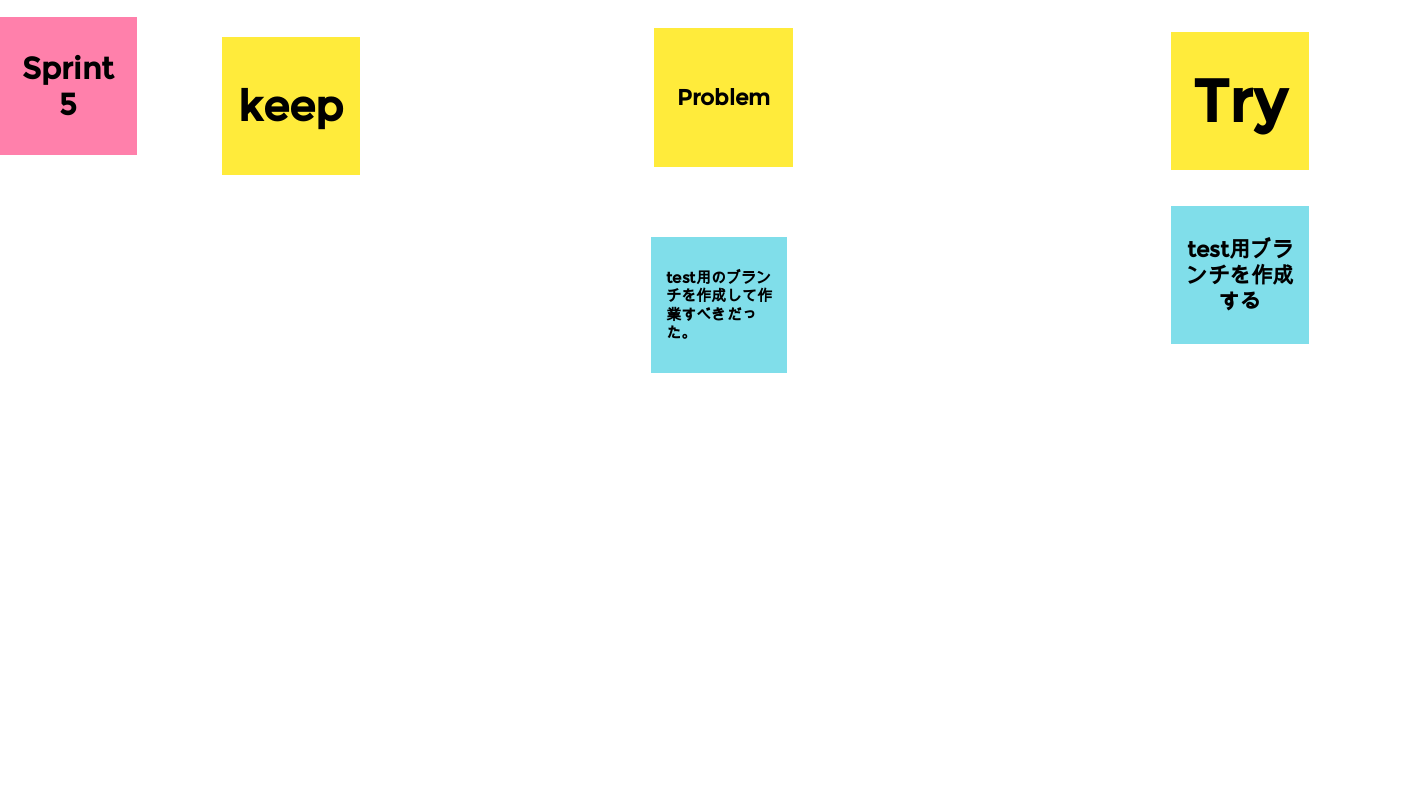 Sprint
5
keep
Problem
Try
test用のブラン
チを作成して作
業すべきだっ
た。
test用ブラ
ンチを作成
する